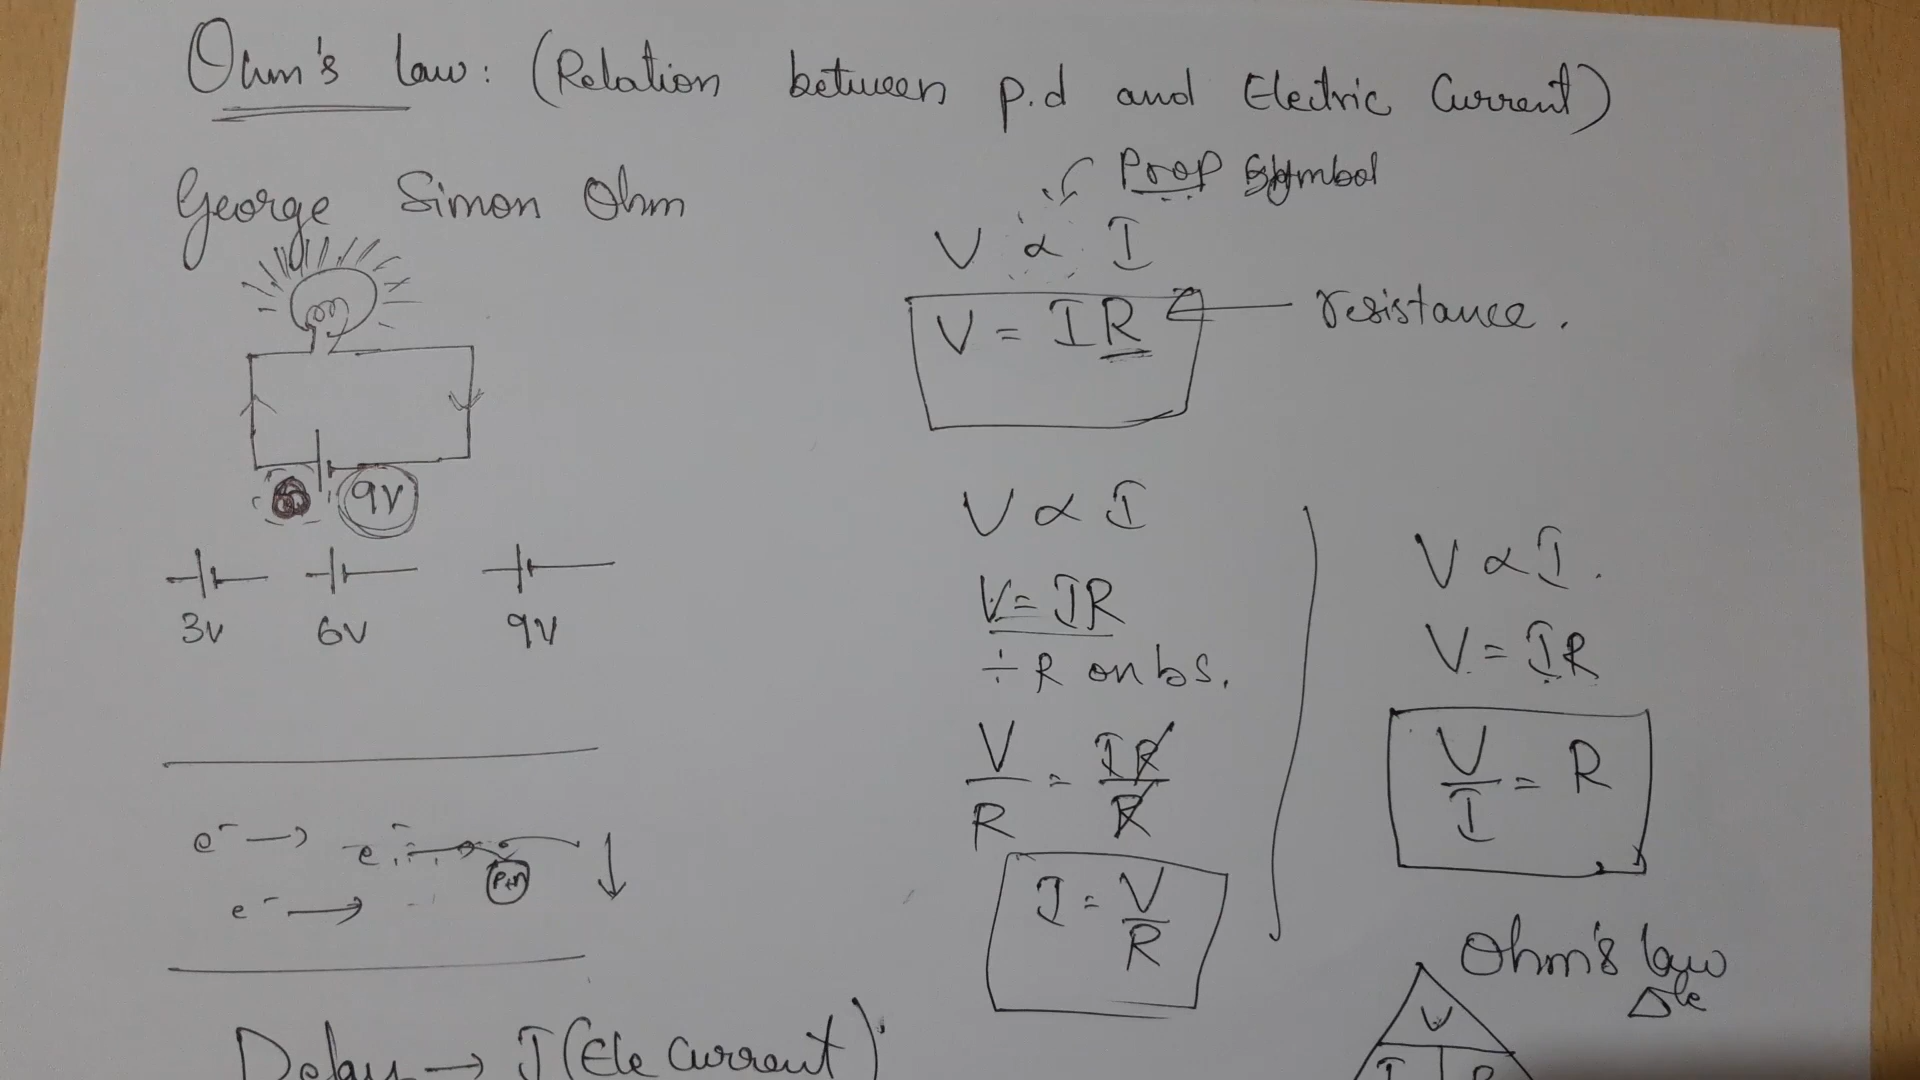 Ohm's law: (Relation between p.d and Electric Current)
George Simon Ohm
9V
3V 6V 9V
e⁻ → e⁻
e⁻ →
P+n
Delay → I (Ele Current)
Prop Symbol
V ∝ I
V = IR ← resistance.
V ∝ I
V = IR
÷ R on bs.
V/R = IR/R
I = V/R
V ∝ I.
V = IR
V/I = R
Ohm's law
Δle
V
I R